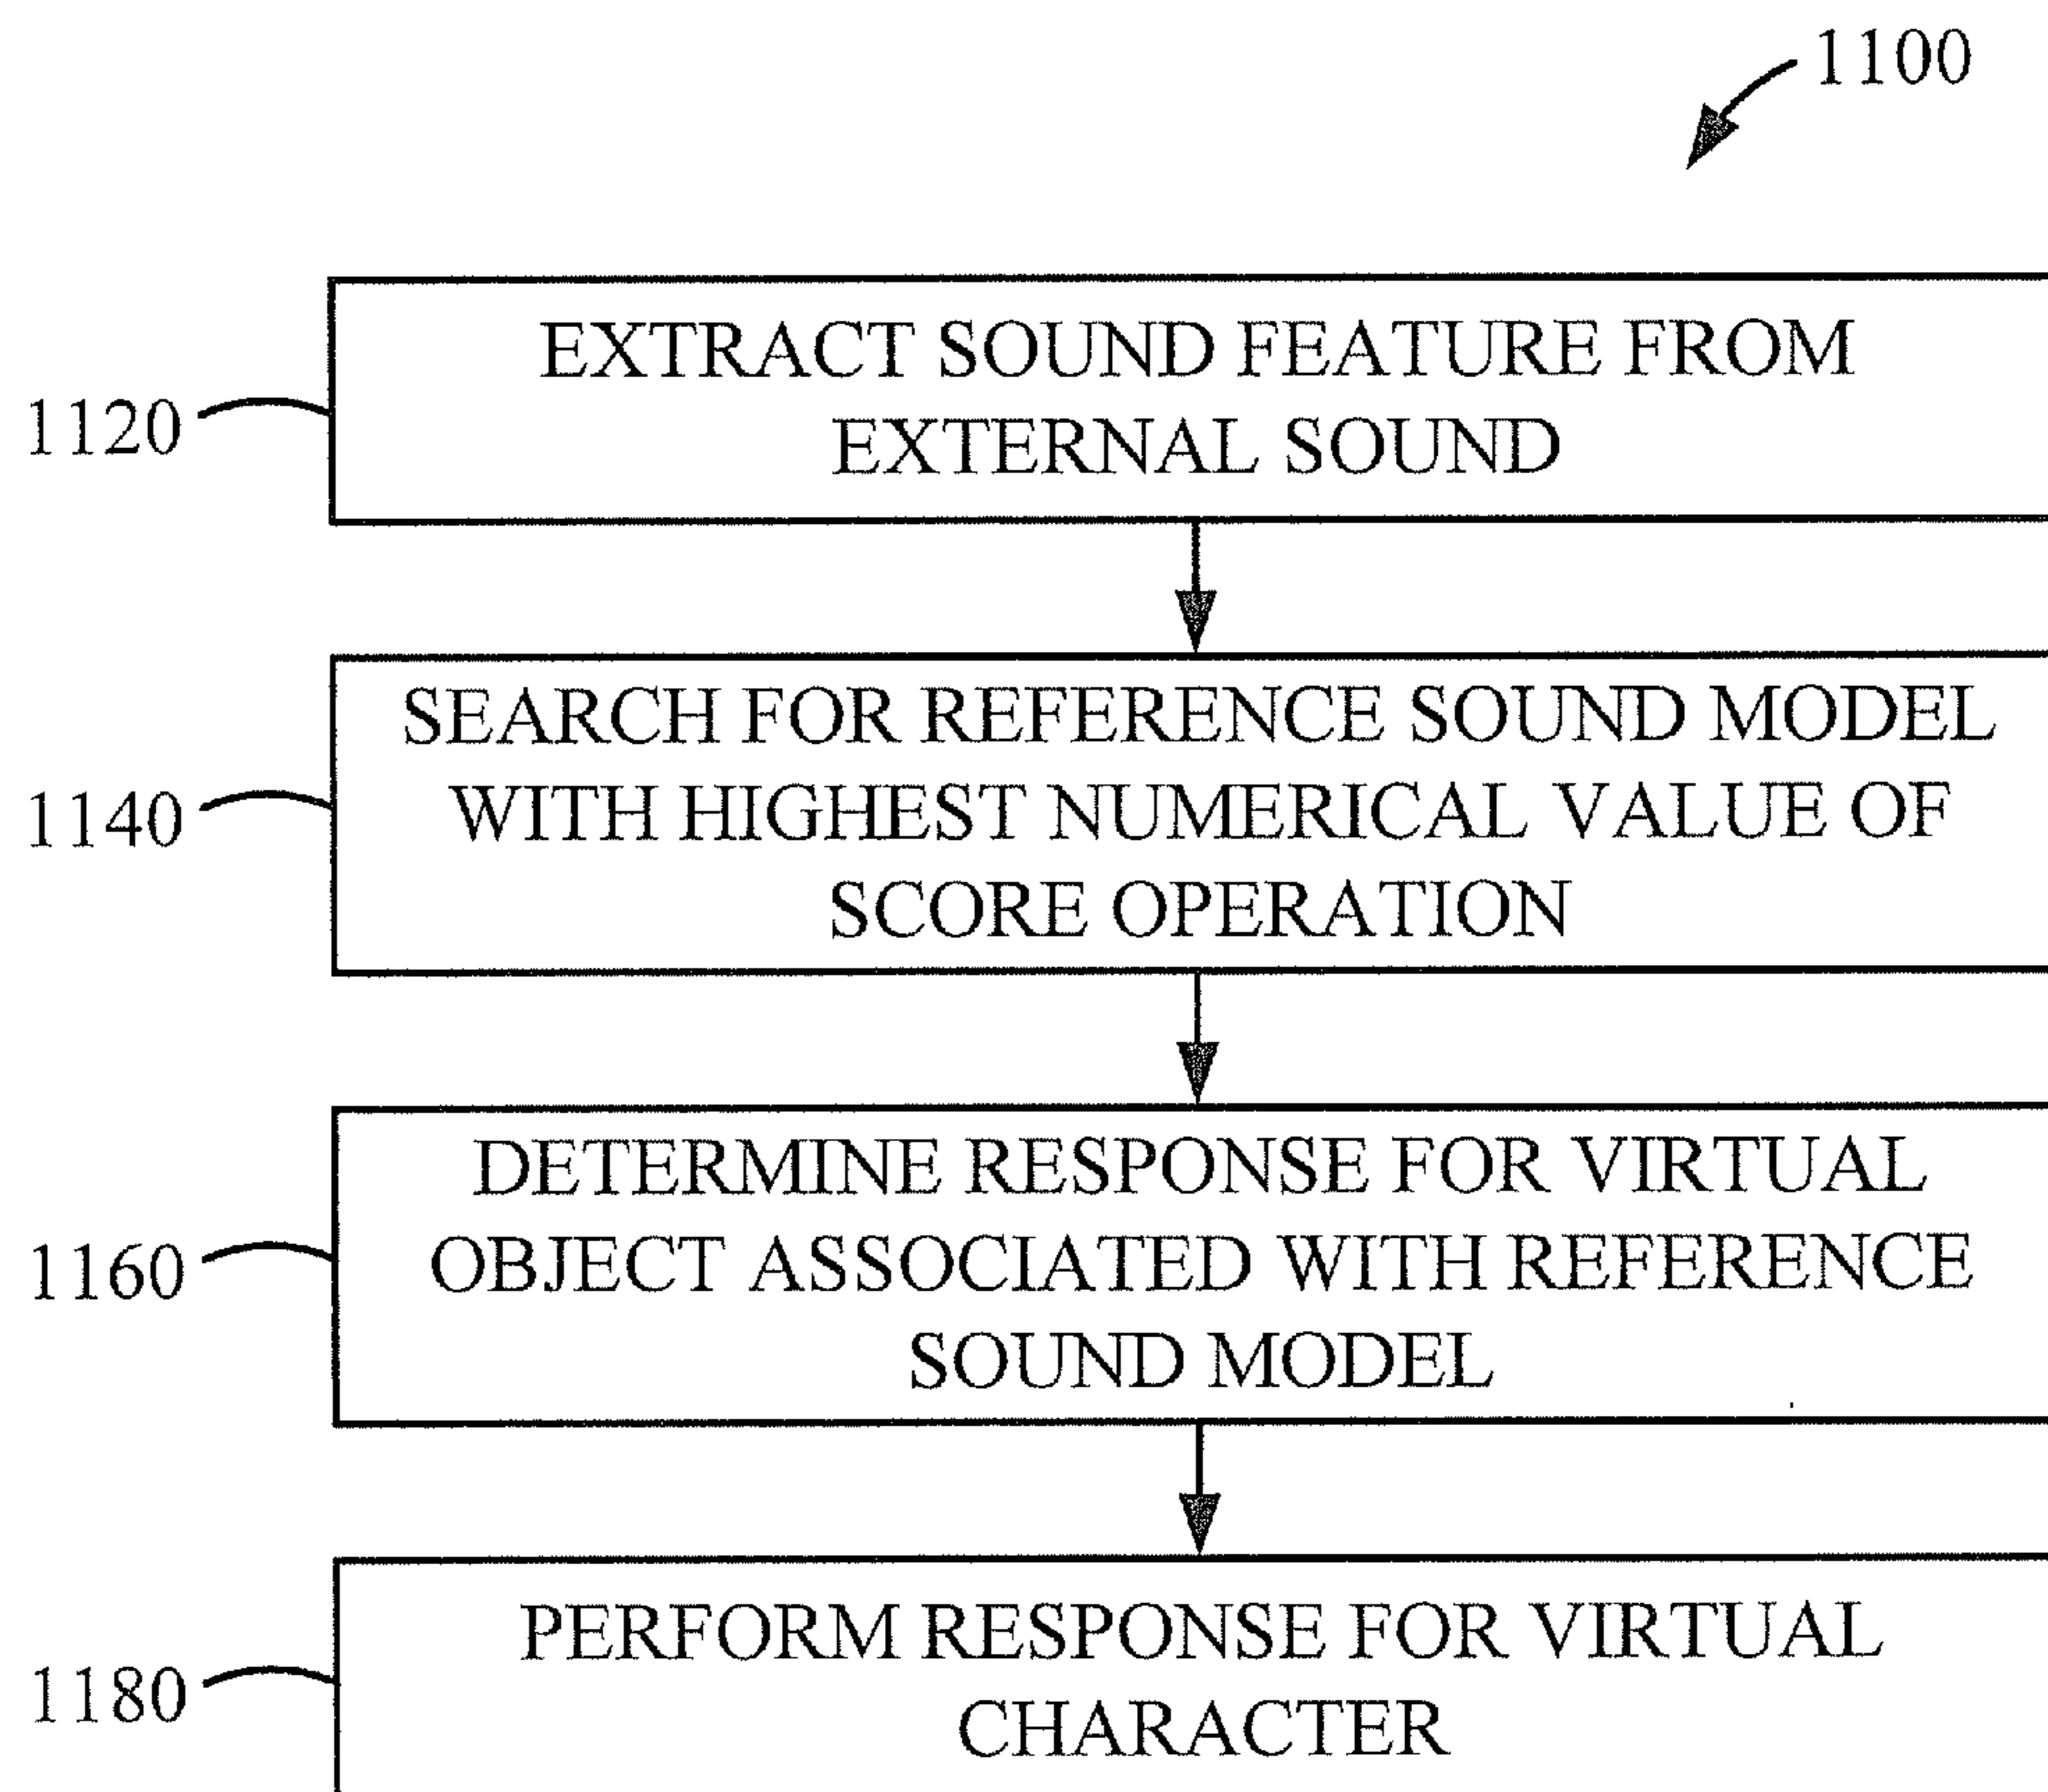 1100
EXTRACT SOUND FEATURE FROM
EXTERNAL SOUND
1120
SEARCH FOR REFERENCE SOUND MODEL
WITH HIGHEST NUMERICAL VALUE OF
SCORE OPERATION
1140
DETERMINE RESPONSE FOR VIRTUAL
OBJECT ASSOCIATED WITH REFERENCE
SOUND MODEL
1160
PERFORM RESPONSE FOR VIRTUAL
CHARACTER
1180